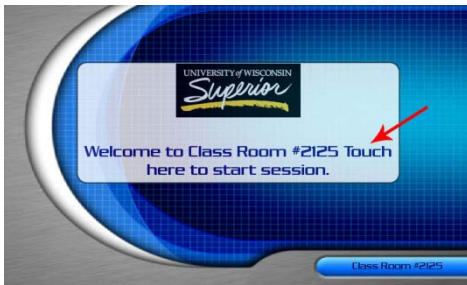 UNIVERSITY of WISCONSIN
Superior
Welcome to Class Room #2125 Touch
here to start session.
Class Room #2125